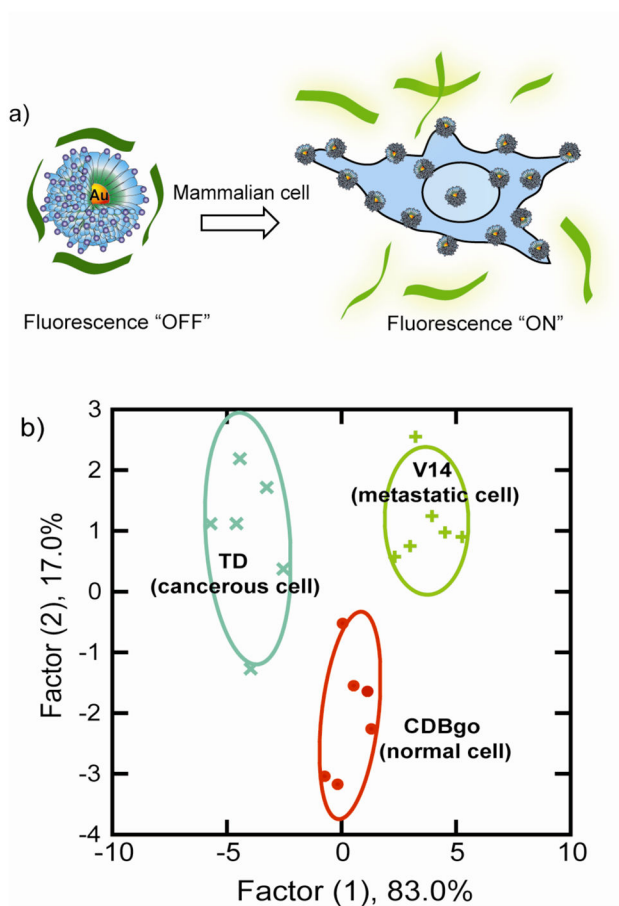 a)
Au
Mammalian cell
Fluorescence “OFF”
Fluorescence “ON”
b)
3
2
1
0
-1
-2
-3
-4
-10
-5
0
5
10
Factor (2), 17.0%
Factor (1), 83.0%
V14
(metastatic cell)
TD
(cancerous cell)
CDBgo
(normal cell)